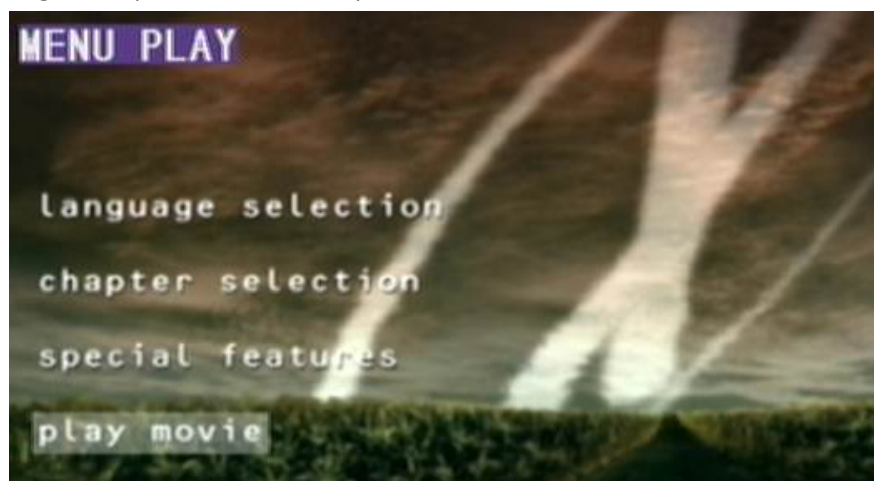 MENU PLAY
language selection
chapter selection
special features
play movie